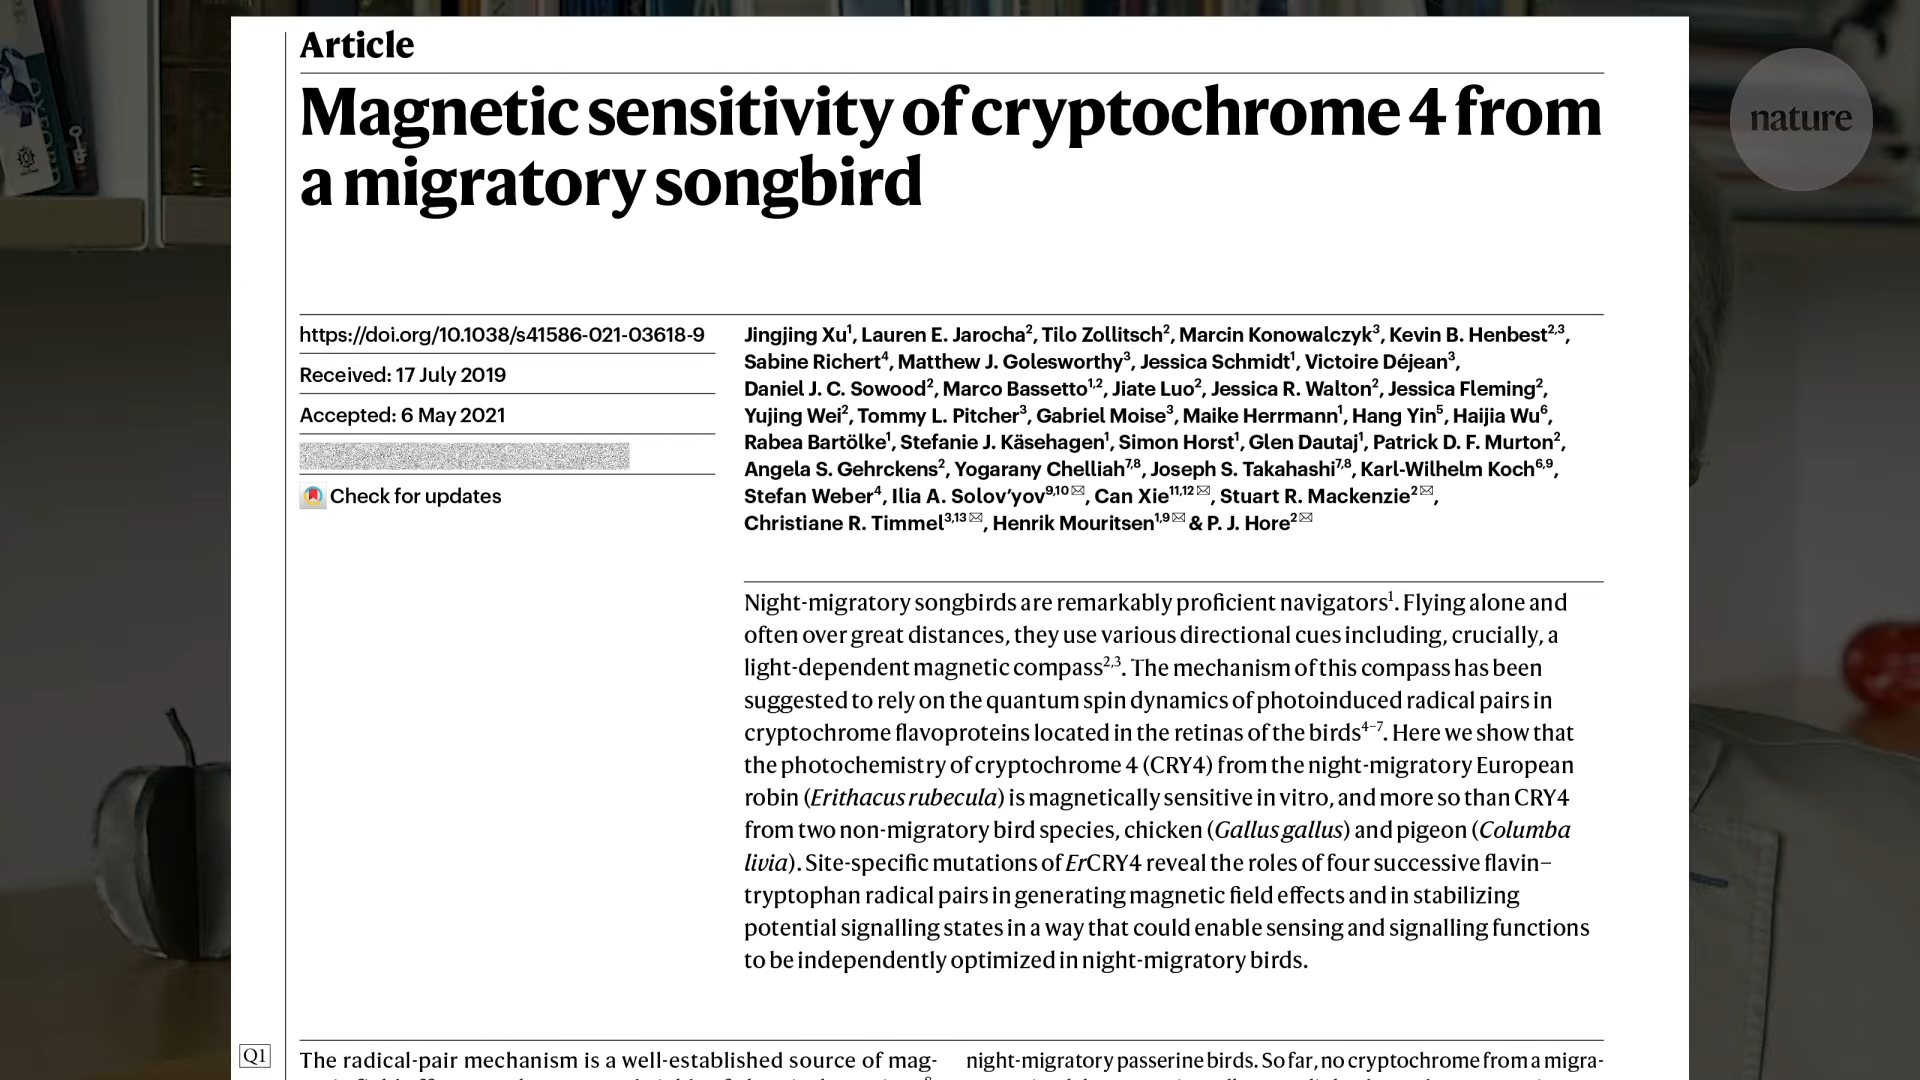 Article
Magnetic sensitivity of cryptochrome 4 from
a migratory songbird
nature
https://doi.org/10.1038/s41586-021-03618-9
Received: 17 July 2019
Accepted: 6 May 2021
Check for updates
Jingjing Xu1, Lauren E. Jarocha2, Tilo Zollitsch2, Marcin Konowalczyk3, Kevin B. Henbest2,3,
Sabine Richert4, Matthew J. Golesworthy3, Jessica Schmidt1, Victoire Déjean3,
Daniel J. C. Sowood2, Marco Bassetto1,2, Jiate Luo2, Jessica R. Walton2, Jessica Fleming2,
Yujing Wei2, Tommy L. Pitcher3, Gabriel Moise3, Maike Herrmann1, Hang Yin5, Haijia Wu6,
Rabea Bartölke1, Stefanie J. Käsehagen1, Simon Horst1, Glen Dautaj1, Patrick D. F. Murton2,
Angela S. Gehrckens2, Yogarany Chelliah7,8, Joseph S. Takahashi7,8, Karl-Wilhelm Koch6,9,
Stefan Weber4, Ilia A. Solov'yov9,10✉, Can Xie11,12✉, Stuart R. Mackenzie2✉,
Christiane R. Timmel3,13✉, Henrik Mouritsen1,9✉ & P. J. Hore2✉
Night-migratory songbirds are remarkably proficient navigators1. Flying alone and
often over great distances, they use various directional cues including, crucially, a
light-dependent magnetic compass2,3. The mechanism of this compass has been
suggested to rely on the quantum spin dynamics of photoinduced radical pairs in
cryptochrome flavoproteins located in the retinas of the birds4–7. Here we show that
the photochemistry of cryptochrome 4 (CRY4) from the night-migratory European
robin (Erithacus rubecula) is magnetically sensitive in vitro, and more so than CRY4
from two non-migratory bird species, chicken (Gallus gallus) and pigeon (Columba
livia). Site-specific mutations of ErCRY4 reveal the roles of four successive flavin–
tryptophan radical pairs in generating magnetic field effects and in stabilizing
potential signalling states in a way that could enable sensing and signalling functions
to be independently optimized in night-migratory birds.
Q1
The radical-pair mechanism is a well-established source of mag-
night-migratory passerine birds. So far, no cryptochrome from a migra-